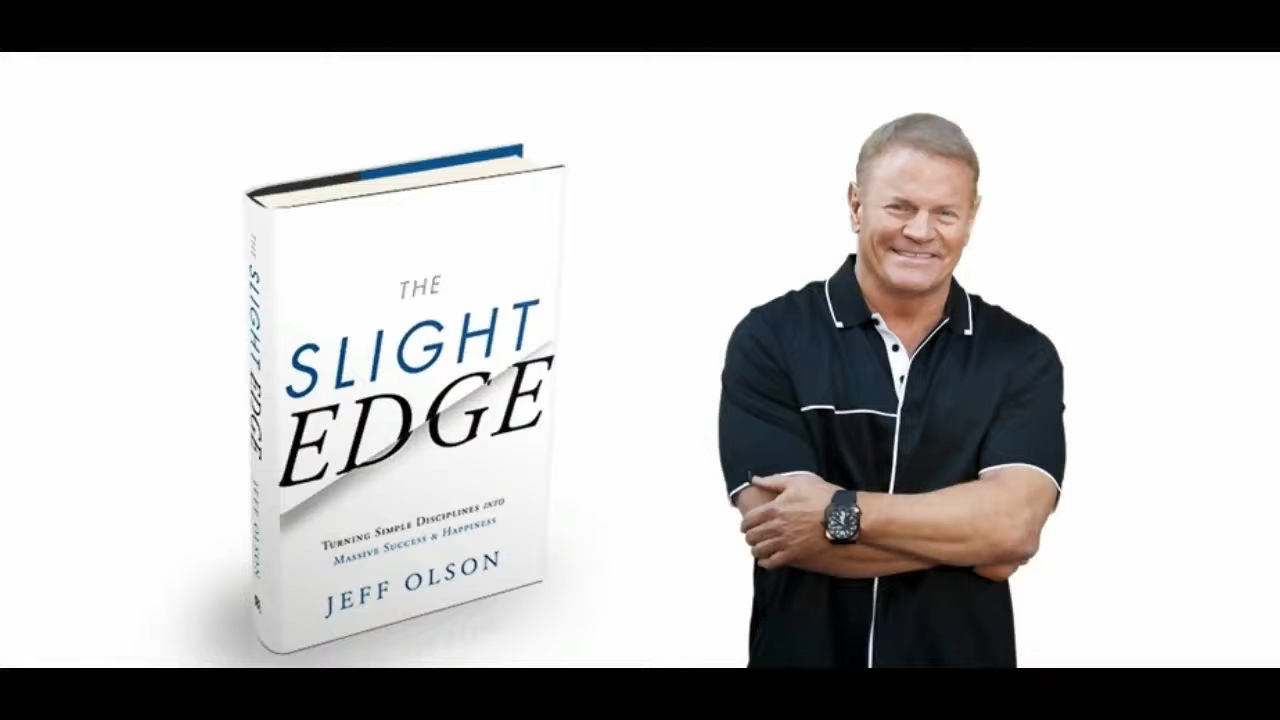 THE
SLIGHT
EDGE
TURNING SIMPLE DISCIPLINES INTO
MASSIVE SUCCESS & HAPPINESS
JEFF OLSON
THE SLIGHT EDGE JEFF OLSON